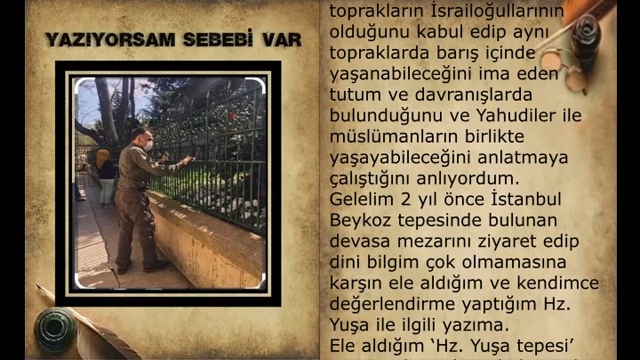 YAZIYORSAM SEBEBİ VAR
toprakların İsrailoğullarının
olduğunu kabul edip aynı
topraklarda barış içinde
yaşanabileceğini ima eden
tutum ve davranışlarda
bulunduğunu ve Yahudiler ile
müslümanların birlikte
yaşayabileceğini anlatmaya
çalıştığını anlıyordum.
Gelelim 2 yıl önce İstanbul
Beykoz tepesinde bulunan
devasa mezarını ziyaret edip
dini bilgim çok olmamasına
karşın ele aldığım ve kendimce
değerlendirme yaptığım Hz.
Yuşa ile ilgili yazıma.
Ele aldığım ‘Hz. Yuşa tepesi’